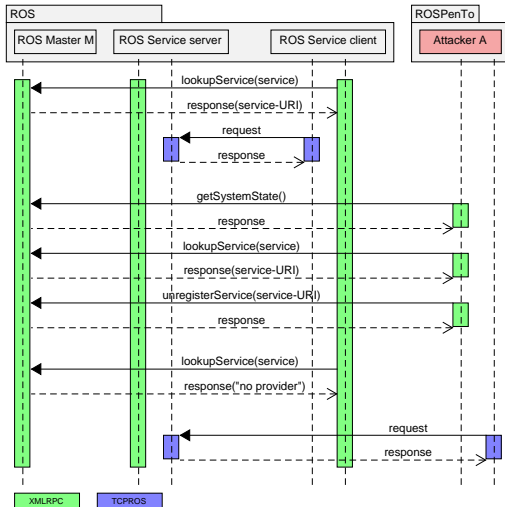 ROS
ROSPenTo
ROS Master M
ROS Service server
ROS Service client
Attacker A
lookupService(service)
response(service-URI)
request
response
getSystemState()
response
lookupService(service)
response(service-URI)
unregisterService(service-URI)
response
lookupService(service)
response("no provider")
request
response
XMLRPC
TCPROS